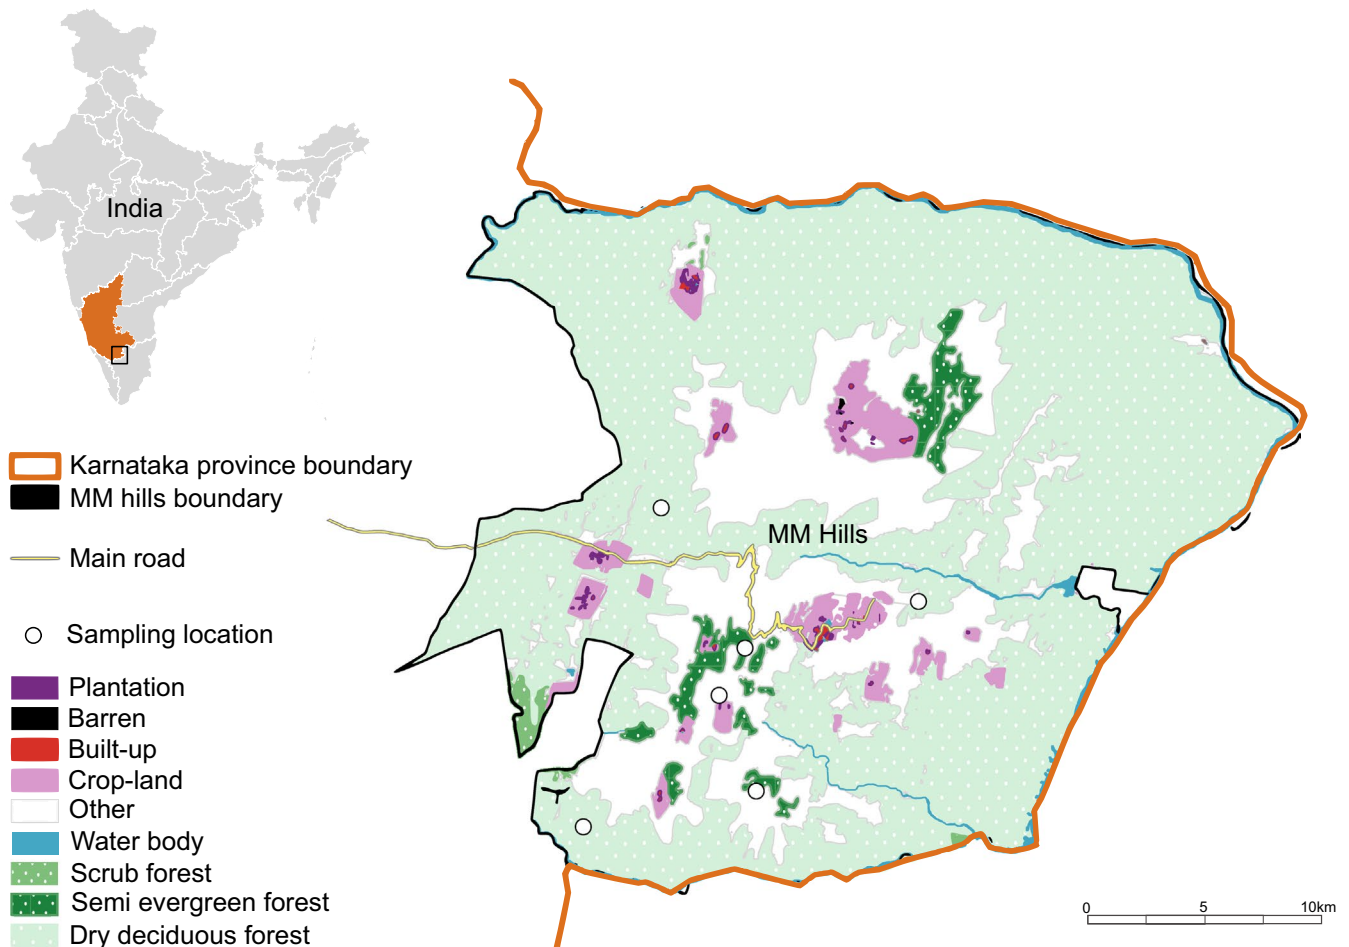 India
Karnataka province boundary
MM hills boundary
Main road
Sampling location
Plantation
Barren
Built-up
Crop-land
Other
Water body
Scrub forest
Semi evergreen forest
Dry deciduous forest
MM Hills
0 5 10km